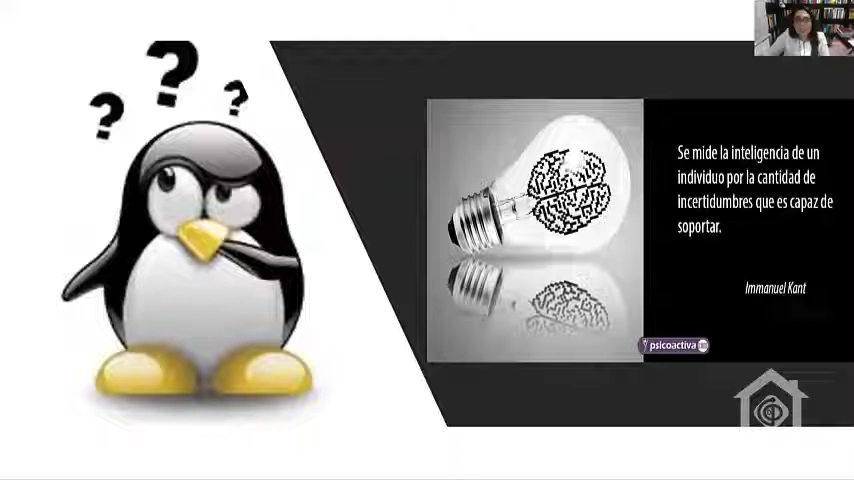 ? ? ?
Se mide la inteligencia de un
individuo por la cantidad de
incertidumbres que es capaz de
soportar.
Immanuel Kant
psicoactiva